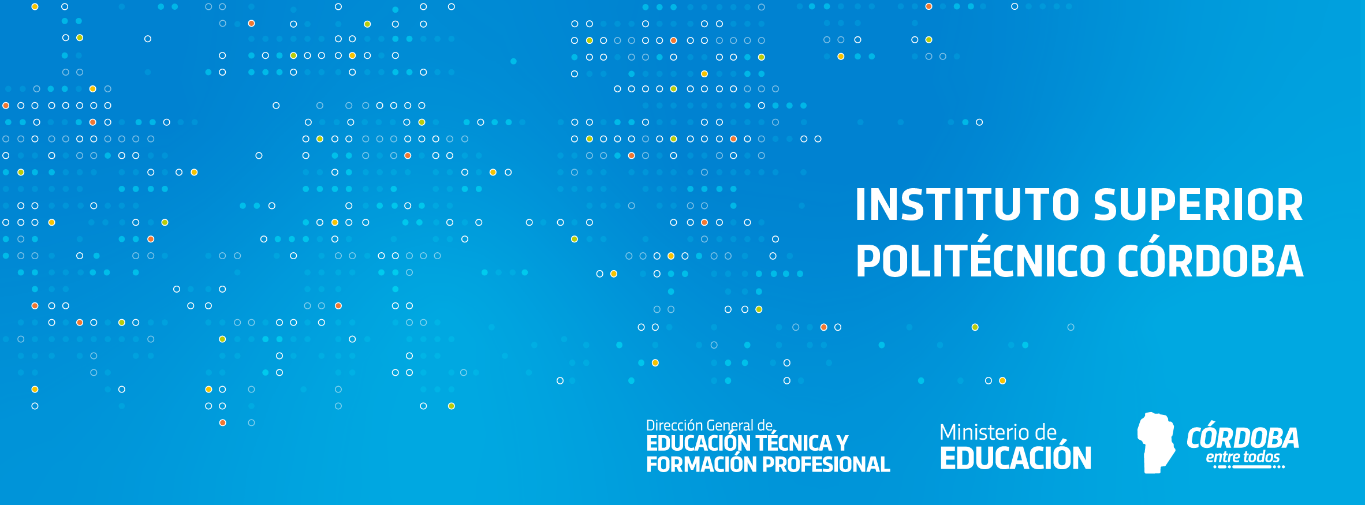 INSTITUTO SUPERIOR
POLITÉCNICO CÓRDOBA
Dirección General de
EDUCACIÓN TÉCNICA Y
FORMACIÓN PROFESIONAL
Ministerio de
EDUCACIÓN
CÓRDOBA
entre todos